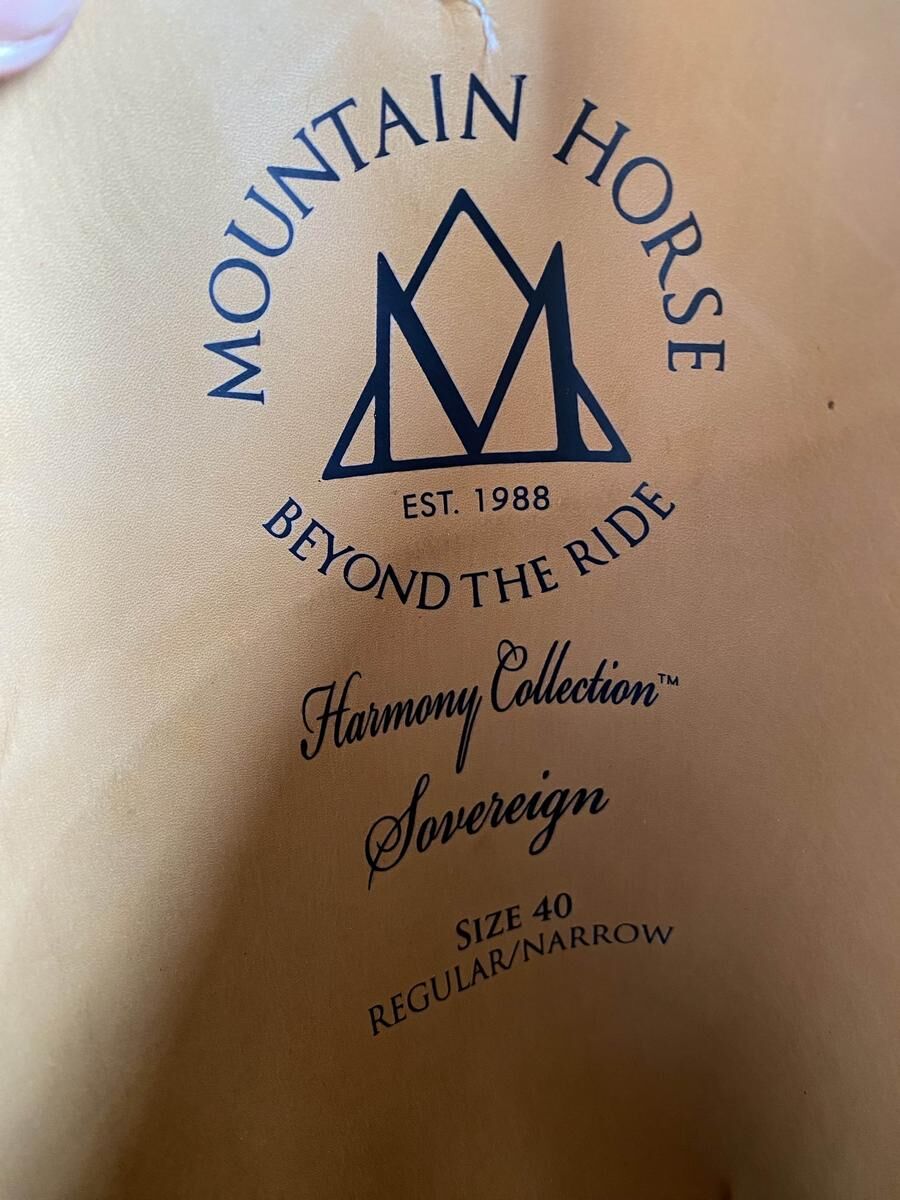 MOUNTAIN HORSE
EST. 1988
BEYOND THE RIDE
Harmony Collection™
Sovereign
SIZE 40
REGULAR/NARROW